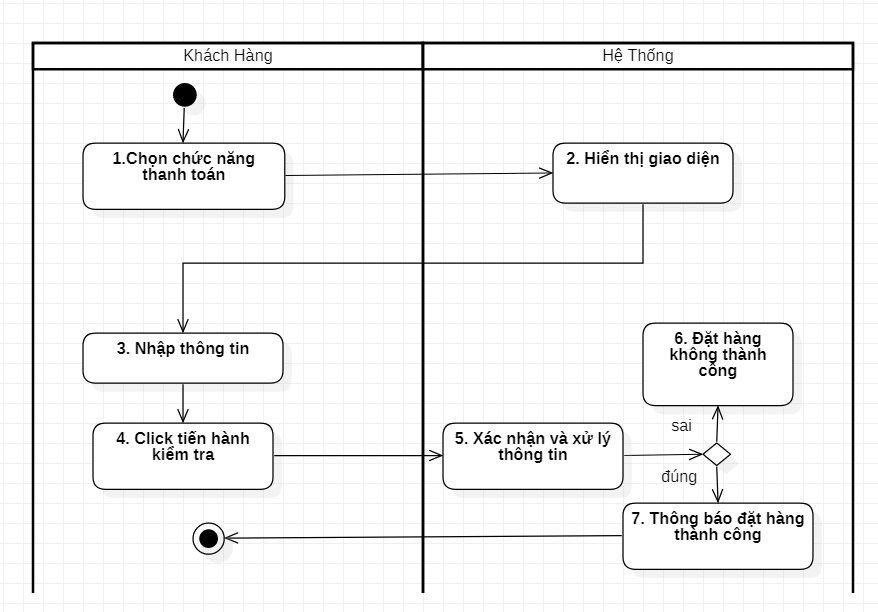 Khách Hàng
Hệ Thống
1.Chọn chức năng
thanh toán
2. Hiển thị giao diện
3. Nhập thông tin
6. Đặt hàng
không thành
công
4. Click tiến hành
kiểm tra
5. Xác nhận và xử lý
thông tin
sai
đúng
7. Thông báo đặt hàng
thành công